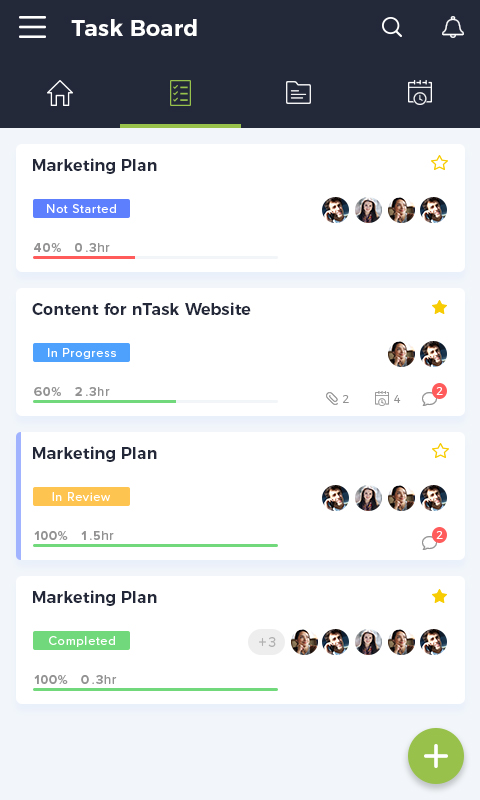 Task Board
Marketing Plan
Not Started
40% 0.3hr
Content for nTask Website
In Progress
60% 2.3hr
2 4 2
Marketing Plan
In Review
100% 1.5hr
2
Marketing Plan
Completed
+3
100% 0.3hr